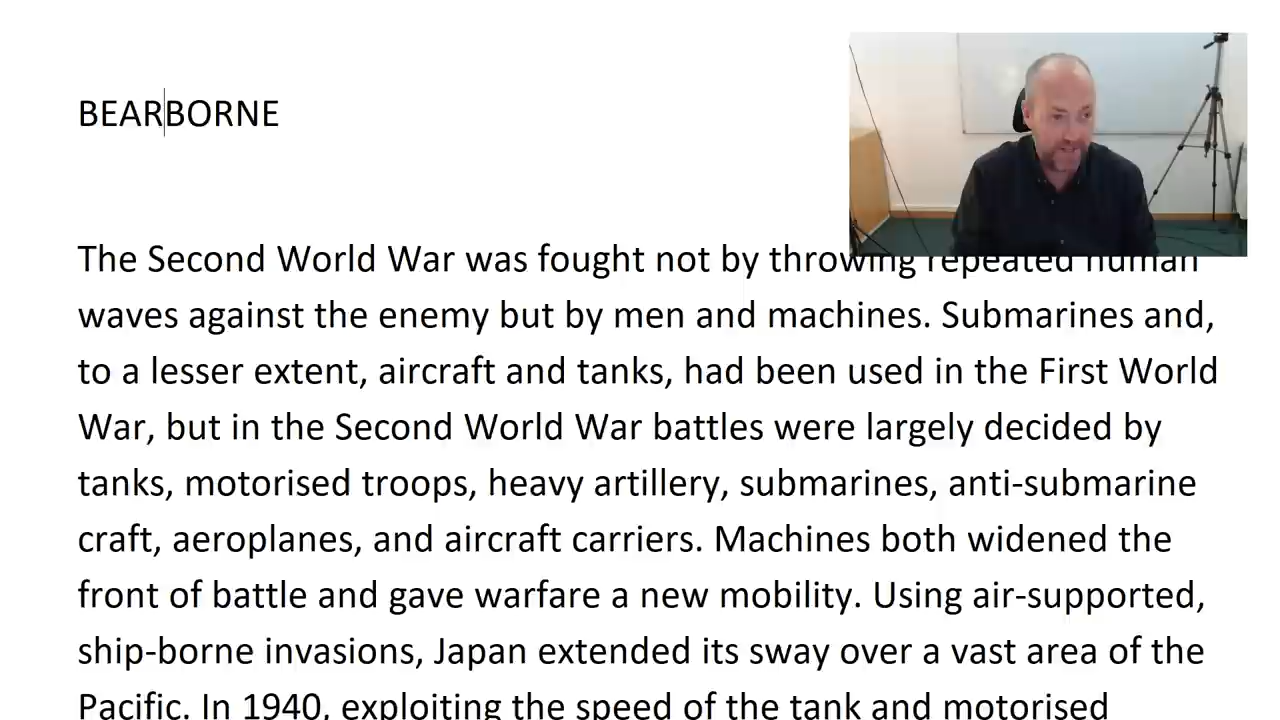 BEARBORNE
The Second World War was fought not by throwing repeated human
waves against the enemy but by men and machines. Submarines and,
to a lesser extent, aircraft and tanks, had been used in the First World
War, but in the Second World War battles were largely decided by
tanks, motorised troops, heavy artillery, submarines, anti-submarine
craft, aeroplanes, and aircraft carriers. Machines both widened the
front of battle and gave warfare a new mobility. Using air-supported,
ship-borne invasions, Japan extended its sway over a vast area of the
Pacific. In 1940, exploiting the speed of the tank and motorised